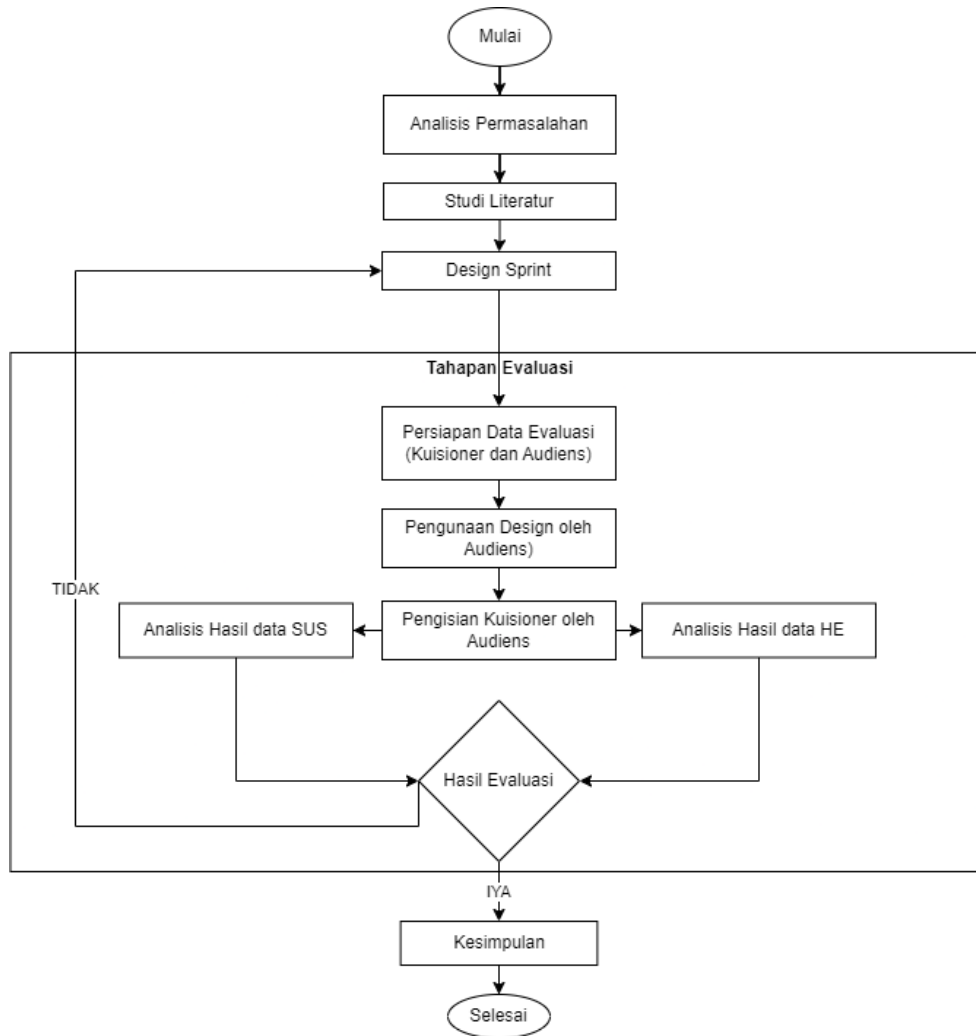 Mulai
Analisis Permasalahan
Studi Literatur
Design Sprint
Tahapan Evaluasi
Persiapan Data Evaluasi
(Kuisioner dan Audiens)
Pengunaan Design oleh
Audiens)
TIDAK
Analisis Hasil data SUS
Pengisian Kuisioner oleh
Audiens
Analisis Hasil data HE
Hasil Evaluasi
IYA
Kesimpulan
Selesai